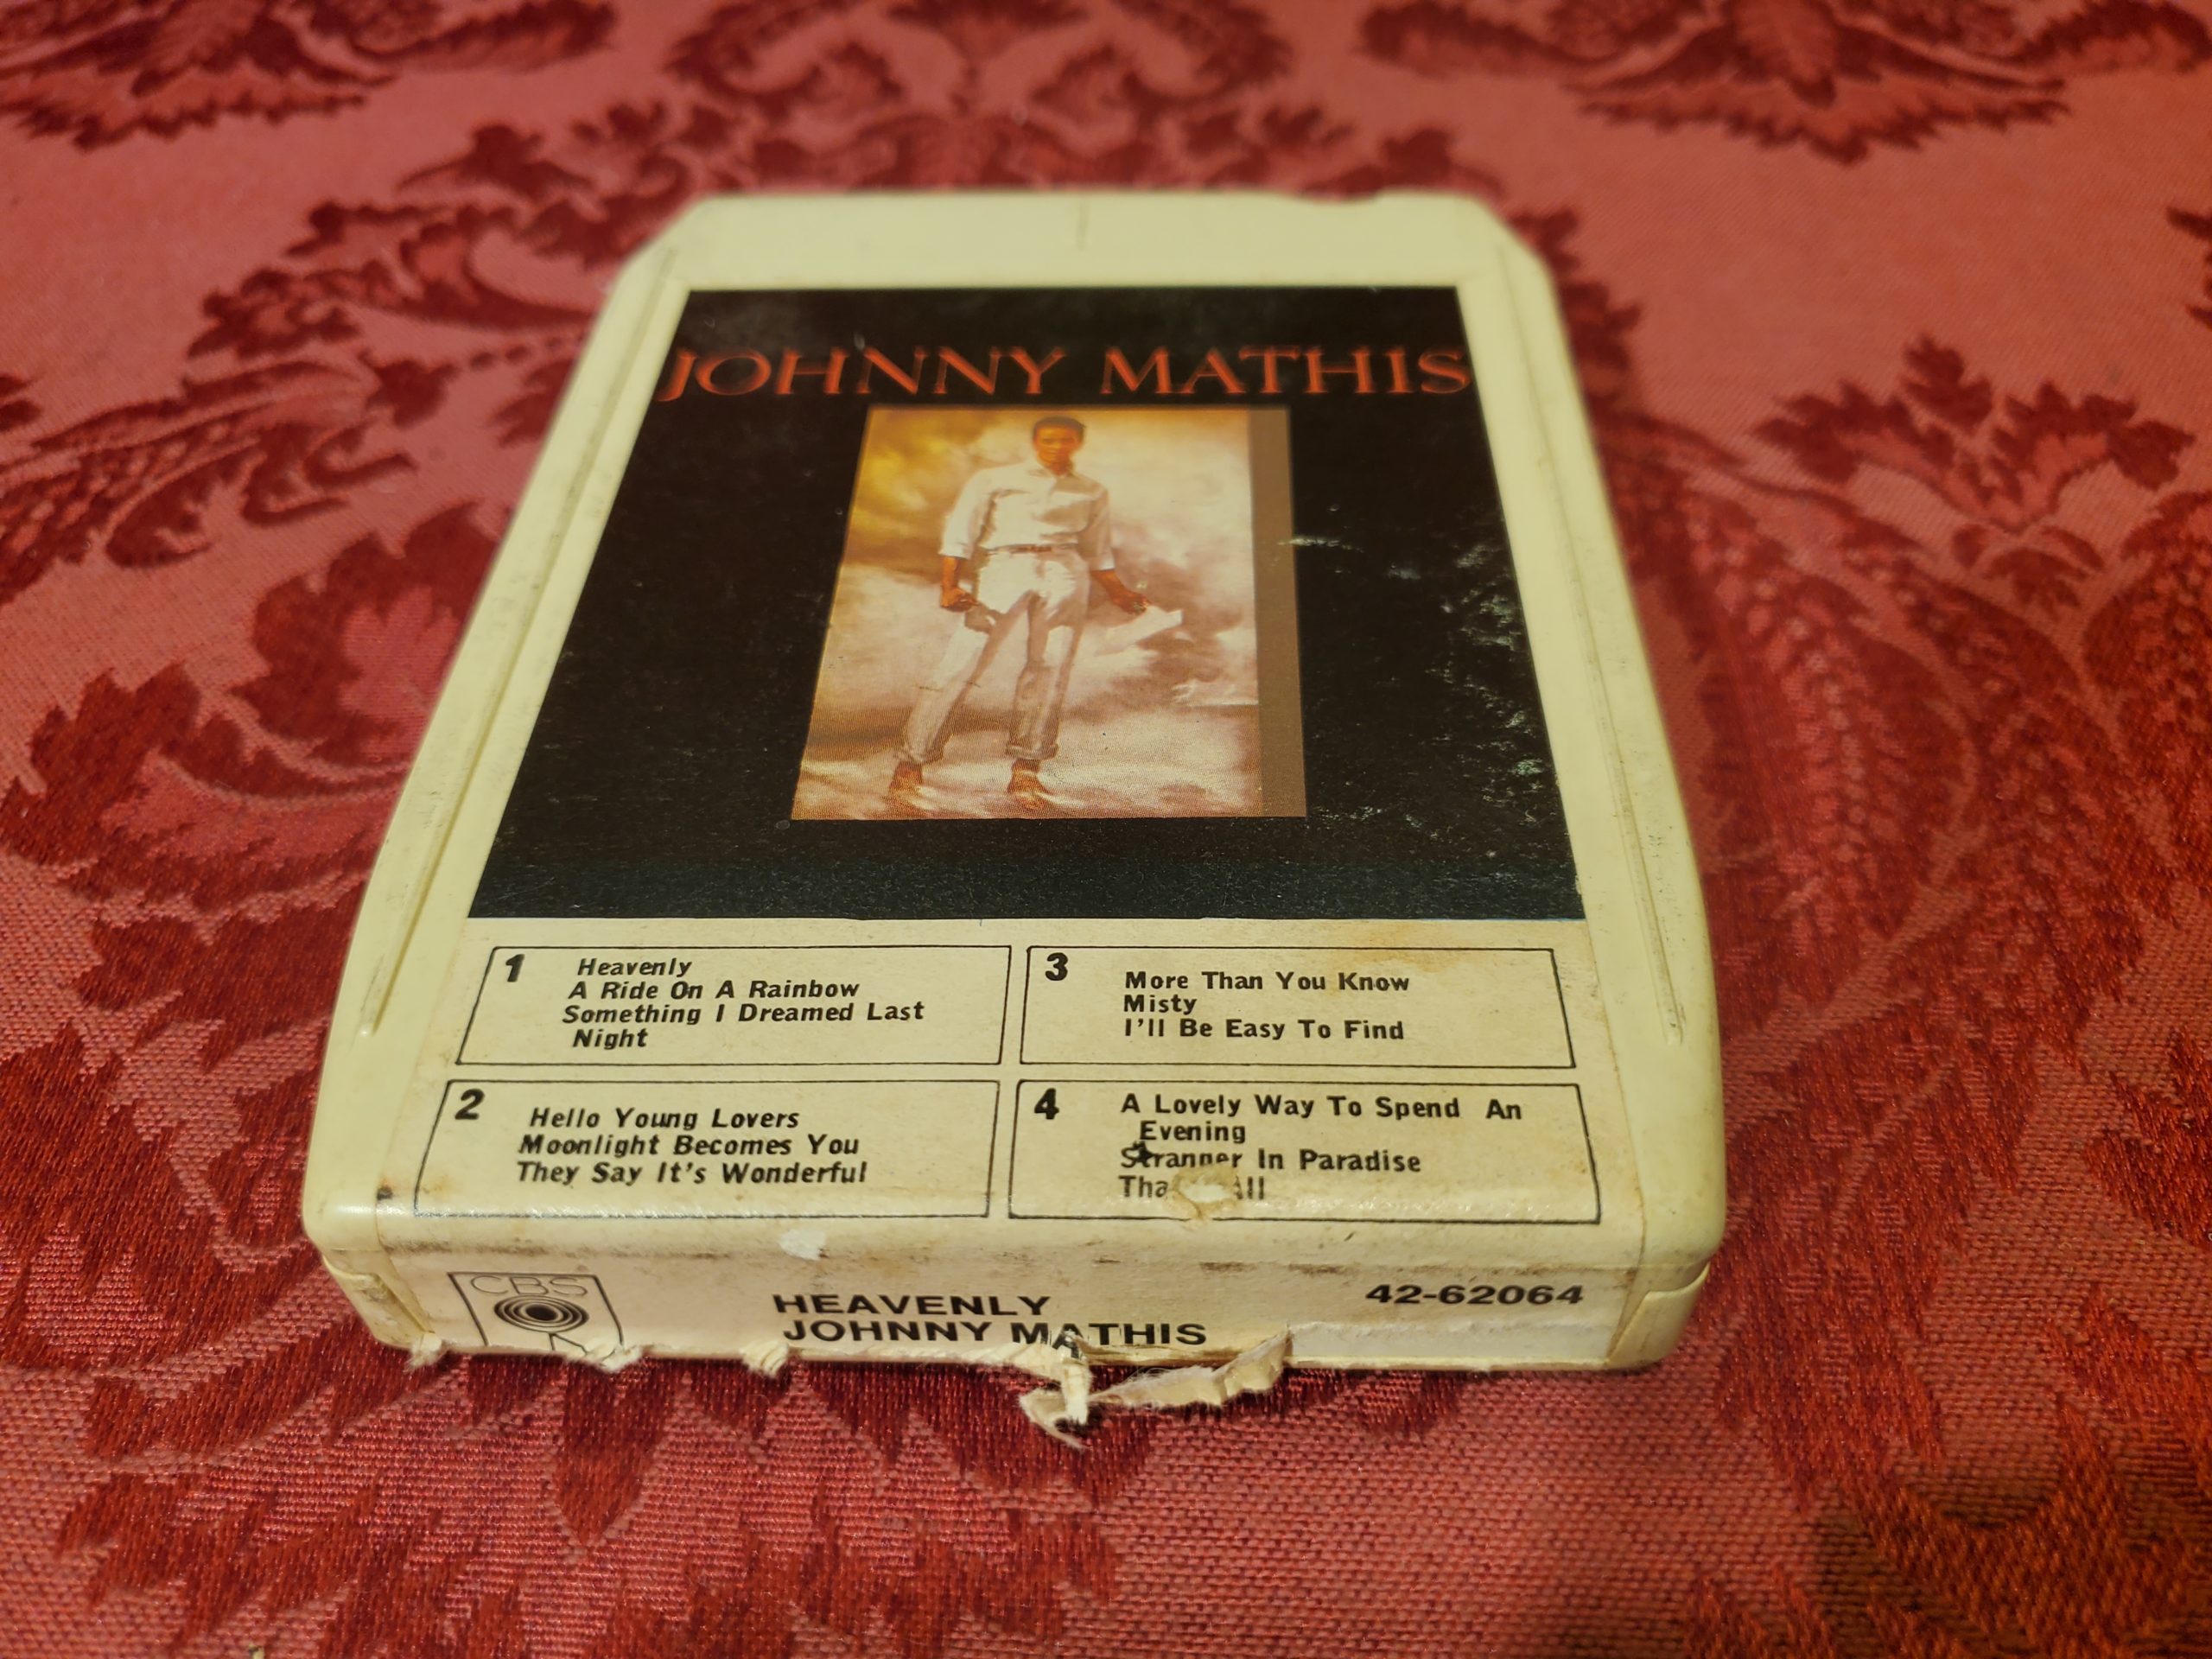 JOHNNY MATHIS
1
Heavenly
A Ride On A Rainbow
Something I Dreamed Last
Night
2
Hello Young Lovers
Moonlight Becomes You
They Say It's Wonderful
3
More Than You Know
Misty
I'll Be Easy To Find
4
A Lovely Way To Spend An
Evening
Stranger In Paradise
All
CBS
HEAVENLY
JOHNNY MATHIS
42-62064